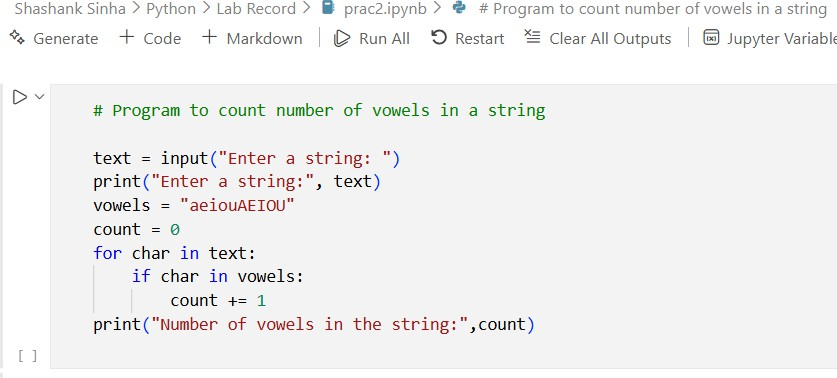 Shashank Sinha > Python > Lab Record > prac2.ipynb > # Program to count number of vowels in a string
Generate + Code + Markdown | Run All Restart Clear All Outputs | Jupyter Variable
# Program to count number of vowels in a string
text = input("Enter a string: ")
print("Enter a string:", text)
vowels = "aeiouAEIOU"
count = 0
for char in text:
    if char in vowels:
        count += 1
print("Number of vowels in the string:",count)
[ ]